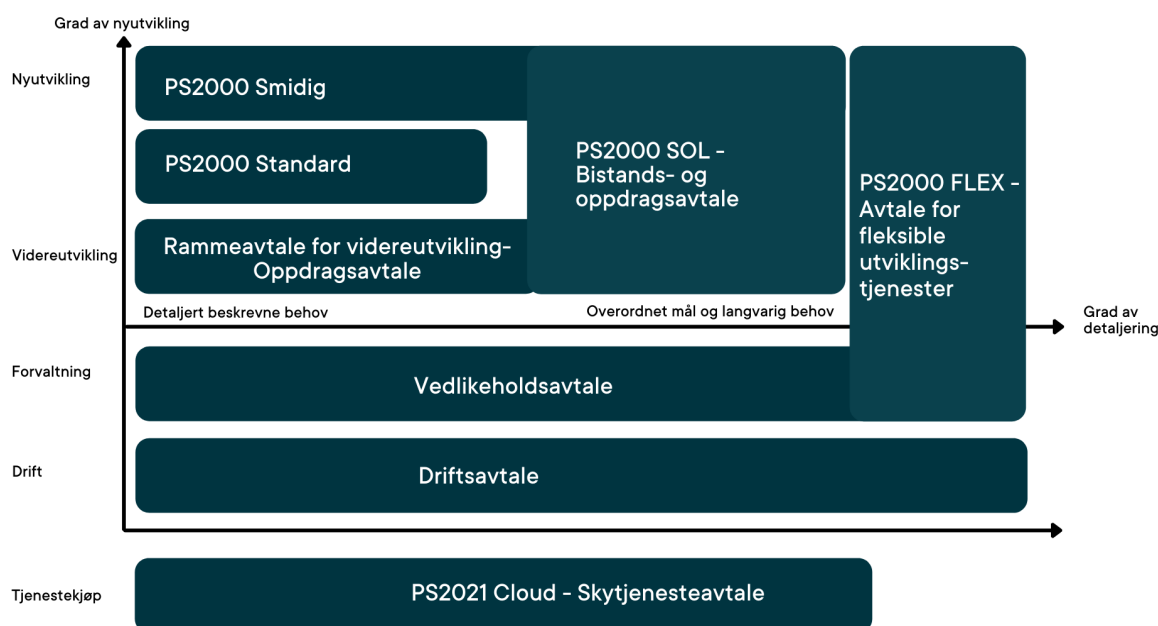 Grad av nyutvikling
Nyutvikling
PS2000 Smidig
PS2000 Standard
PS2000 SOL -
Bistands- og
oppdragsavtale
PS2000 FLEX -
Avtale for
fleksible
utviklings-
tjenester
Videreutvikling
Rammeavtale for videreutvikling-
Oppdragsavtale
Detaljert beskrevne behov
Overordnet mål og langvarig behov
Grad av
detaljering
Forvaltning
Vedlikeholdsavtale
Drift
Driftsavtale
Tjenestekjøp
PS2021 Cloud - Skytjenesteavtale